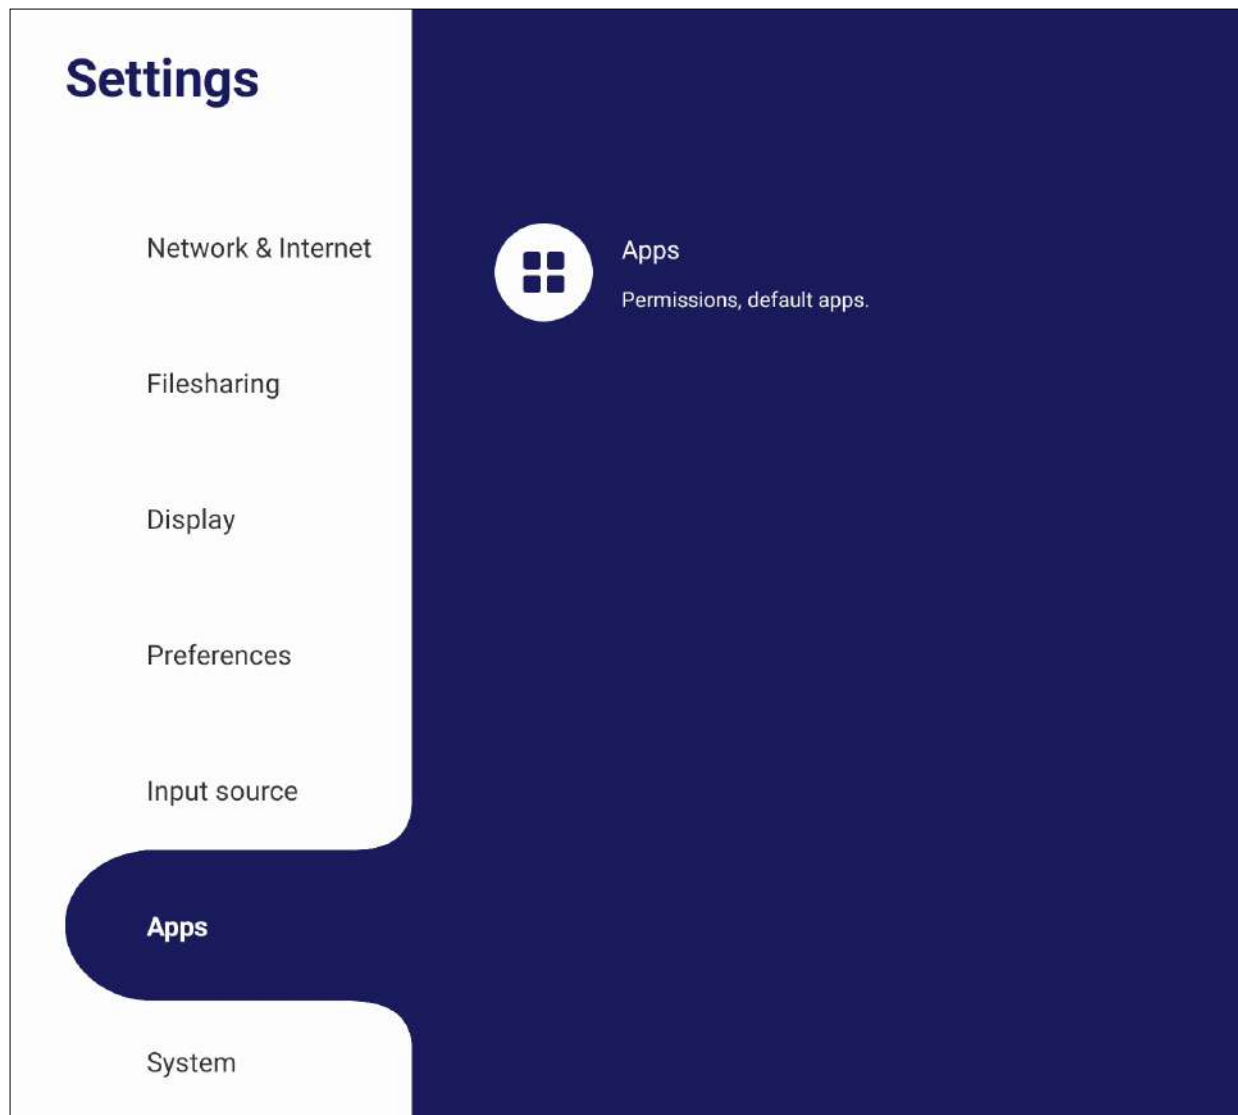 Settings
Network & Internet
Filesharing
Display
Preferences
Input source
Apps
System
Apps
Permissions, default apps.